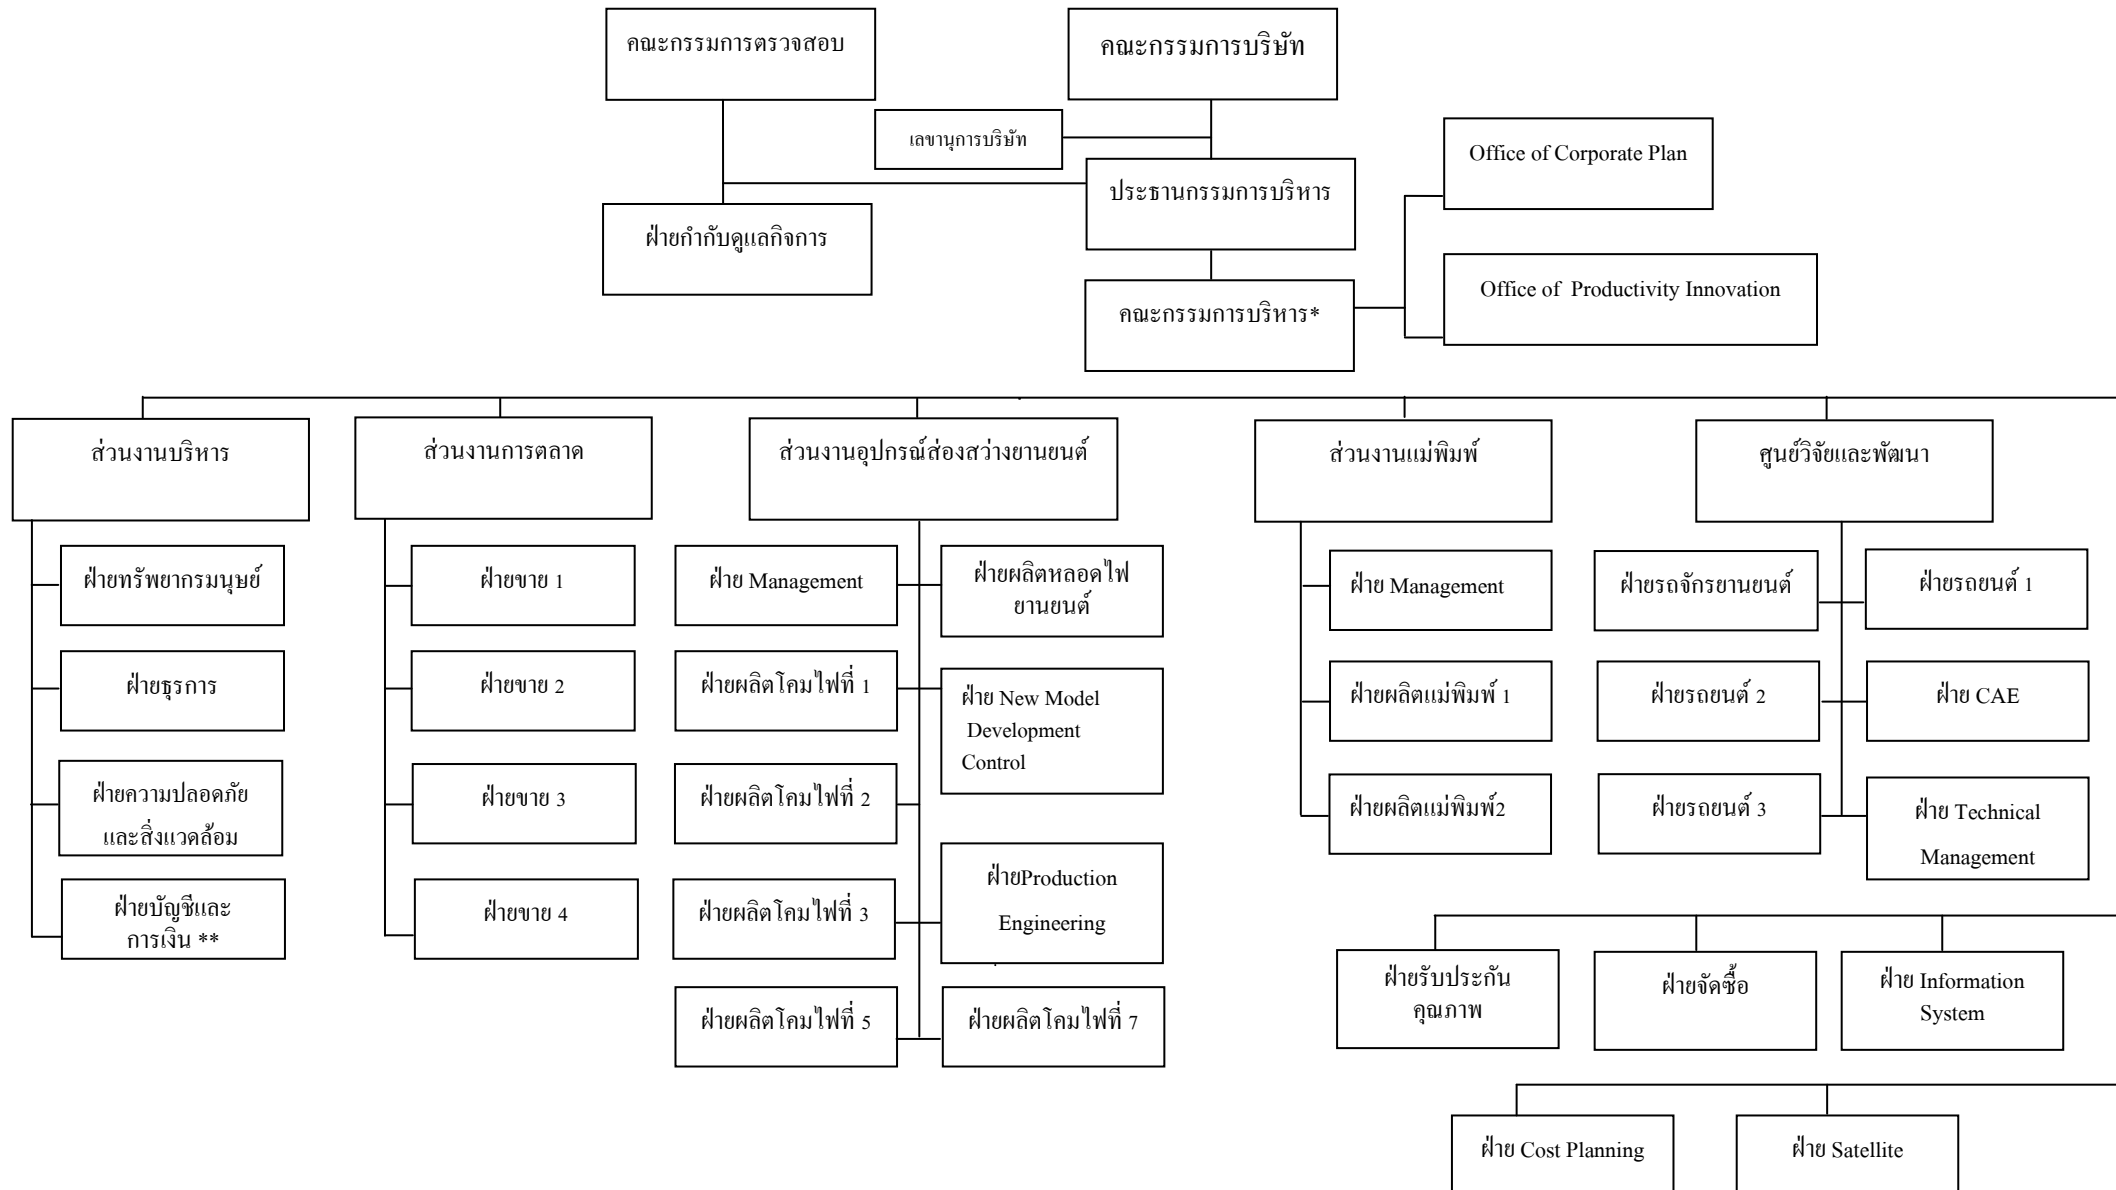 คณะกรรมการตรวจสอบ
คณะกรรมการบริษัท
เลขานุการบริษัท
Office of Corporate Plan
ประธานกรรมการบริหาร
ฝ่ายกำกับดูแลกิจการ
Office of Productivity Innovation
คณะกรรมการบริหาร*
ส่วนงานบริหาร
ส่วนงานการตลาด
ส่วนงานอุปกรณ์ส่องสว่างยานยนต์
ส่วนงานแม่พิมพ์
ศูนย์วิจัยและพัฒนา
ฝ่ายทรัพยากรมนุษย์
ฝ่ายธุรการ
ฝ่ายความปลอดภัย
และสิ่งแวดล้อม
ฝ่ายบัญชีและ
การเงิน **
ฝ่ายขาย 1
ฝ่ายขาย 2
ฝ่ายขาย 3
ฝ่ายขาย 4
ฝ่าย Management
ฝ่ายผลิตหลอดไฟ
ยานยนต์
ฝ่ายผลิตโคมไฟที่ 1
ฝ่าย New Model
Development
Control
ฝ่ายผลิตโคมไฟที่ 2
ฝ่ายผลิตโคมไฟที่ 3
ฝ่ายProduction
Engineering
ฝ่ายผลิตโคมไฟที่ 5
ฝ่ายผลิตโคมไฟที่ 7
ฝ่าย Management
ฝ่ายผลิตแม่พิมพ์ 1
ฝ่ายผลิตแม่พิมพ์2
ฝ่ายรถจักรยานยนต์
ฝ่ายรถยนต์ 1
ฝ่ายรถยนต์ 2
ฝ่าย CAE
ฝ่ายรถยนต์ 3
ฝ่าย Technical
Management
ฝ่ายรับประกัน
คุณภาพ
ฝ่ายจัดซื้อ
ฝ่าย Information
System
ฝ่าย Cost Planning
ฝ่าย Satellite